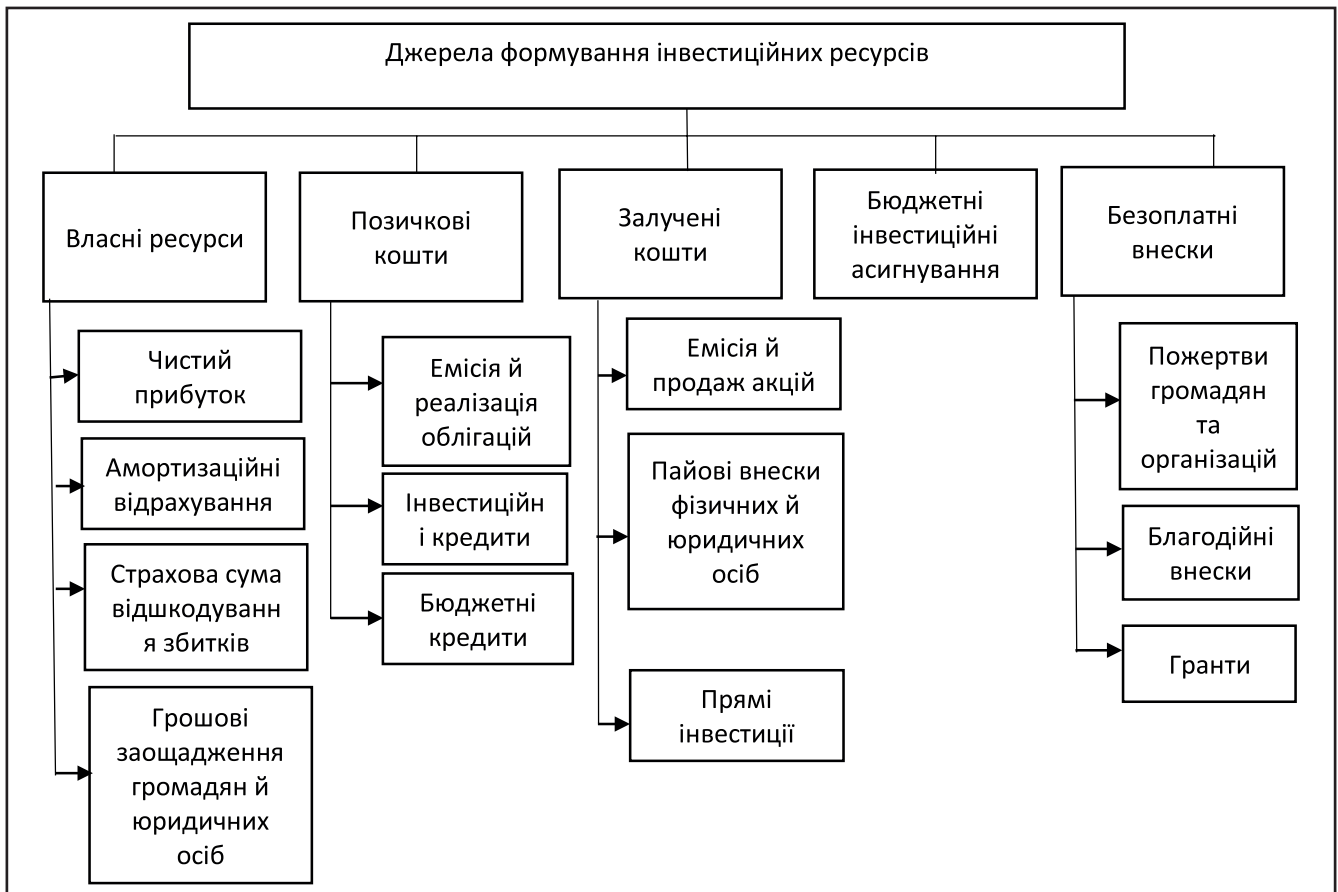 Джерела формування інвестиційних ресурсів
Власні ресурси
Позичкові
кошти
Залучені
кошти
Бюджетні
інвестиційні
асигнування
Безоплатні
внески
Чистий
прибуток
Амортизаційні
відрахування
Страхова сума
відшкодуванн
я збитків
Грошові
заощадження
громадян й
юридичних
осіб
Емісія й
реалізація
облігацій
Інвестиційн
і кредити
Бюджетні
кредити
Емісія й
продаж акцій
Пайові внески
фізичних й
юридичних
осіб
Прямі
інвестиції
Пожертви
громадян
та
організацій
Благодійні
внески
Гранти